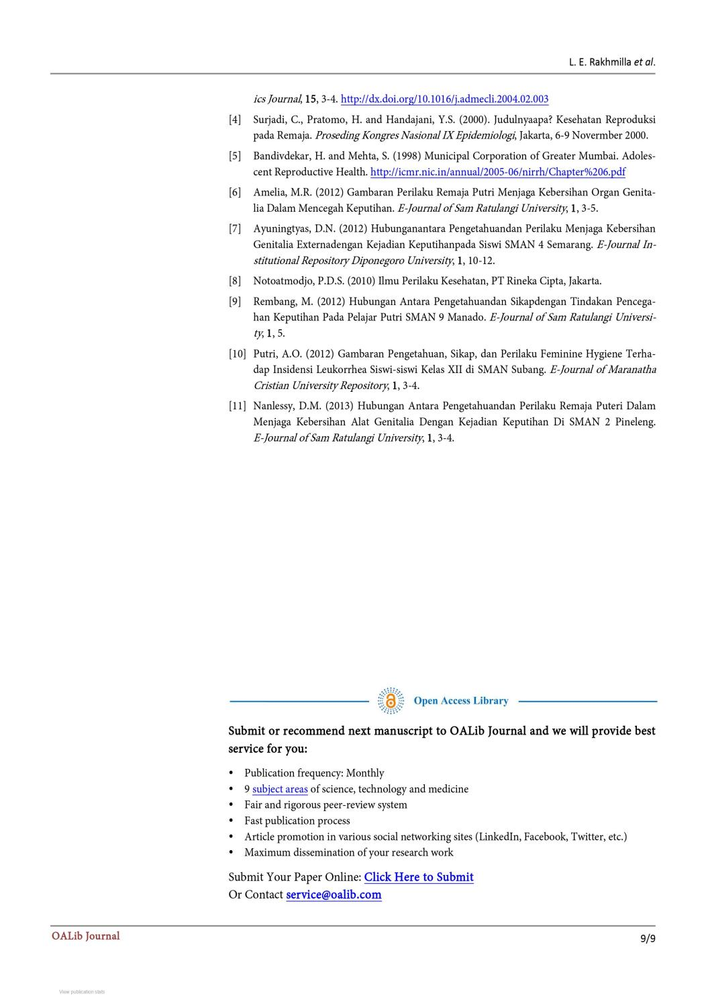 L. E. Rakhmilla et al.
ics Journal, 15, 3-4. http://dx.doi.org/10.1016/j.admecli.2004.02.003
[4] Surjadi, C., Pratomo, H. and Handajani, Y.S. (2000). Judulnyaapa? Kesehatan Reproduksi
pada Remaja. Proseding Kongres Nasional IX Epidemiologi, Jakarta, 6-9 Novermber 2000.
[5] Bandivdekar, H. and Mehta, S. (1998) Municipal Corporation of Greater Mumbai. Adoles-
cent Reproductive Health. http://icmr.nic.in/annual/2005-06/nirrh/Chapter%206.pdf
[6] Amelia, M.R. (2012) Gambaran Perilaku Remaja Putri Menjaga Kebersihan Organ Genita-
lia Dalam Mencegah Keputihan. E-Journal of Sam Ratulangi University, 1, 3-5.
[7] Ayuningtyas, D.N. (2012) Hubunganantara Pengetahuandan Perilaku Menjaga Kebersihan
Genitalia Externadengan Kejadian Keputihanpada Siswi SMAN 4 Semarang. E-Journal In-
stitutional Repository Diponegoro University, 1, 10-12.
[8] Notoatmodjo, P.D.S. (2010) Ilmu Perilaku Kesehatan, PT Rineka Cipta, Jakarta.
[9] Rembang, M. (2012) Hubungan Antara Pengetahuandan Sikapdengan Tindakan Pencega-
han Keputihan Pada Pelajar Putri SMAN 9 Manado. E-Journal of Sam Ratulangi Universi-
ty, 1, 5.
[10] Putri, A.O. (2012) Gambaran Pengetahuan, Sikap, dan Perilaku Feminine Hygiene Terha-
dap Insidensi Leukorrhea Siswi-siswi Kelas XII di SMAN Subang. E-Journal of Maranatha
Cristian University Repository, 1, 3-4.
[11] Nanlessy, D.M. (2013) Hubungan Antara Pengetahuandan Perilaku Remaja Puteri Dalam
Menjaga Kebersihan Alat Genitalia Dengan Kejadian Keputihan Di SMAN 2 Pineleng.
E-Journal of Sam Ratulangi University, 1, 3-4.
Open Access Library
Submit or recommend next manuscript to OALib Journal and we will provide best
service for you:
• Publication frequency: Monthly
• 9 subject areas of science, technology and medicine
• Fair and rigorous peer-review system
• Fast publication process
• Article promotion in various social networking sites (LinkedIn, Facebook, Twitter, etc.)
• Maximum dissemination of your research work
Submit Your Paper Online: Click Here to Submit
Or Contact service@oalib.com
OALib Journal
9/9
View publication stats